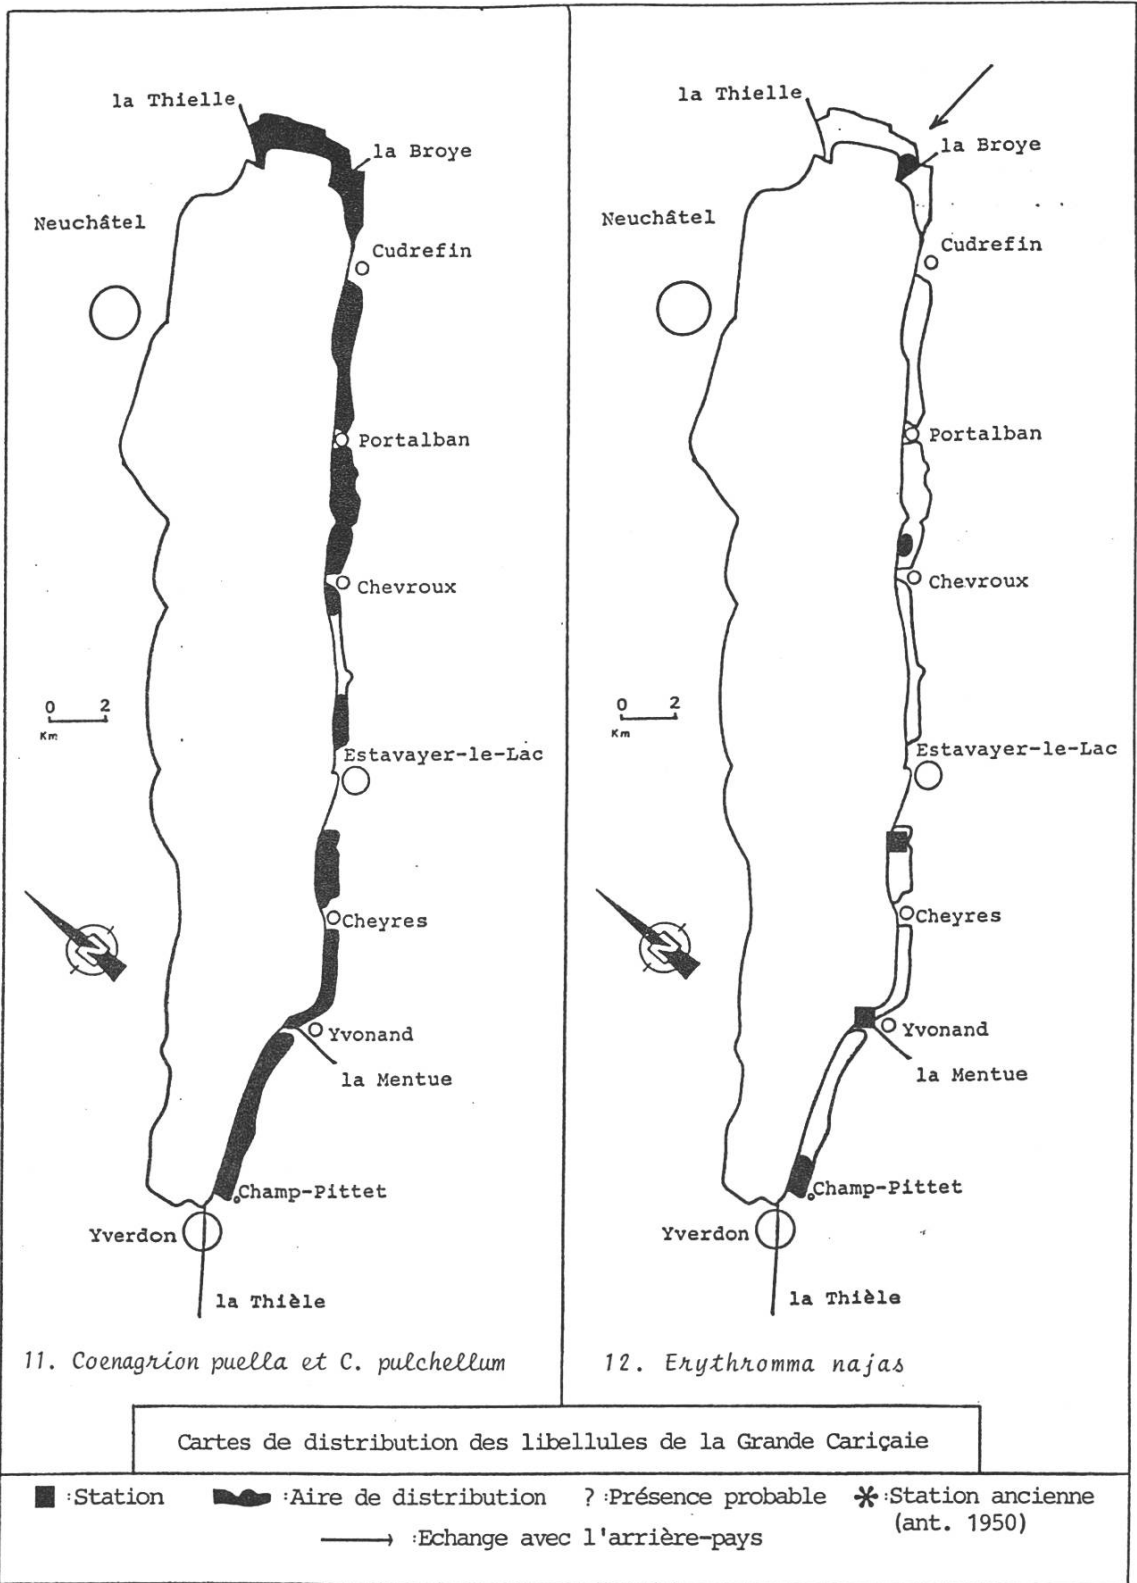 la Thielle
la Broye
Neuchâtel
Cudrefin
Portalban
Chevroux
0 2
Km
Estavayer-le-Lac
Cheyres
N
Yvonand
la Mentue
Champ-Pittet
Yverdon
la Thièle
11. Coenagrion puella et C. pulchellum
la Thielle
la Broye
Neuchâtel
Cudrefin
Portalban
Chevroux
0 2
Km
Estavayer-le-Lac
Cheyres
N
Yvonand
la Mentue
Champ-Pittet
Yverdon
la Thièle
12. Erythromma najas
Cartes de distribution des libellules de la Grande Cariçaie
:Station :Aire de distribution ? :Présence probable :Station ancienne
(ant. 1950)
:Echange avec l'arrière-pays